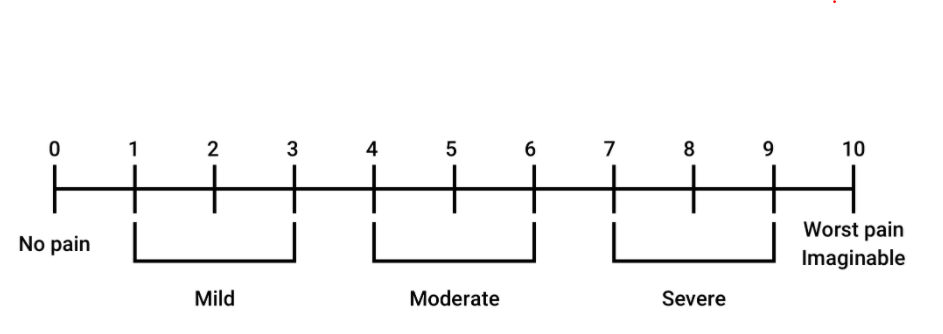 0 1 2 3 4 5 6 7 8 9 10
No pain
Worst pain
Imaginable
Mild Moderate Severe